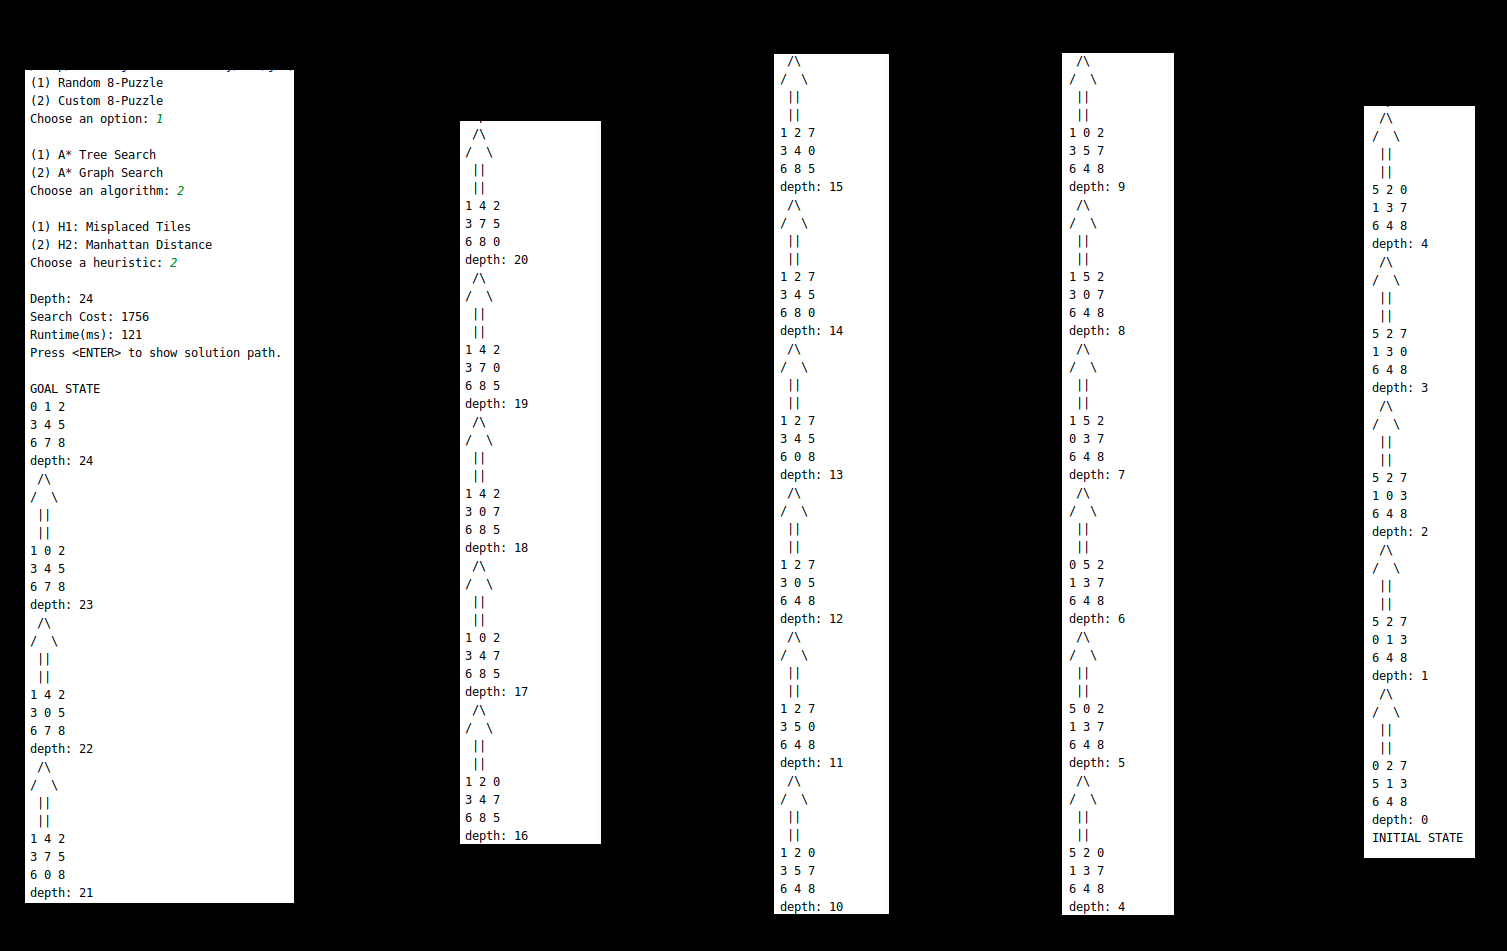 (1) Random 8-Puzzle
(2) Custom 8-Puzzle
Choose an option: 1
(1) A* Tree Search
(2) A* Graph Search
Choose an algorithm: 2
(1) H1: Misplaced Tiles
(2) H2: Manhattan Distance
Choose a heuristic: 2
Depth: 24
Search Cost: 1756
Runtime(ms): 121
Press <ENTER> to show solution path.
GOAL STATE
0 1 2
3 4 5
6 7 8
depth: 24
/\
/  \
||
||
1 0 2
3 4 5
6 7 8
depth: 23
/\
/  \
||
||
1 4 2
3 0 5
6 7 8
depth: 22
/\
/  \
||
||
1 4 2
3 7 5
6 0 8
depth: 21
/\
/  \
||
||
1 4 2
3 7 5
6 8 0
depth: 20
/\
/  \
||
||
1 4 2
3 7 0
6 8 5
depth: 19
/\
/  \
||
||
1 4 2
3 0 7
6 8 5
depth: 18
/\
/  \
||
||
1 0 2
3 4 7
6 8 5
depth: 17
/\
/  \
||
||
1 2 0
3 4 7
6 8 5
depth: 16
/\
/  \
||
||
1 2 7
3 4 0
6 8 5
depth: 15
/\
/  \
||
||
1 2 7
3 4 5
6 8 0
depth: 14
/\
/  \
||
||
1 2 7
3 4 5
6 0 8
depth: 13
/\
/  \
||
||
1 2 7
3 0 5
6 4 8
depth: 12
/\
/  \
||
||
1 2 7
3 5 0
6 4 8
depth: 11
/\
/  \
||
||
1 2 0
3 5 7
6 4 8
depth: 10
/\
/  \
||
||
1 0 2
3 5 7
6 4 8
depth: 9
/\
/  \
||
||
1 5 2
3 0 7
6 4 8
depth: 8
/\
/  \
||
||
1 5 2
0 3 7
6 4 8
depth: 7
/\
/  \
||
||
0 5 2
1 3 7
6 4 8
depth: 6
/\
/  \
||
||
5 0 2
1 3 7
6 4 8
depth: 5
/\
/  \
||
||
5 2 0
1 3 7
6 4 8
depth: 4
/\
/  \
||
||
5 2 0
1 3 7
6 4 8
depth: 4
/\
/  \
||
||
5 2 7
1 3 0
6 4 8
depth: 3
/\
/  \
||
||
5 2 7
1 0 3
6 4 8
depth: 2
/\
/  \
||
||
5 2 7
0 1 3
6 4 8
depth: 1
/\
/  \
||
||
0 2 7
5 1 3
6 4 8
depth: 0
INITIAL STATE